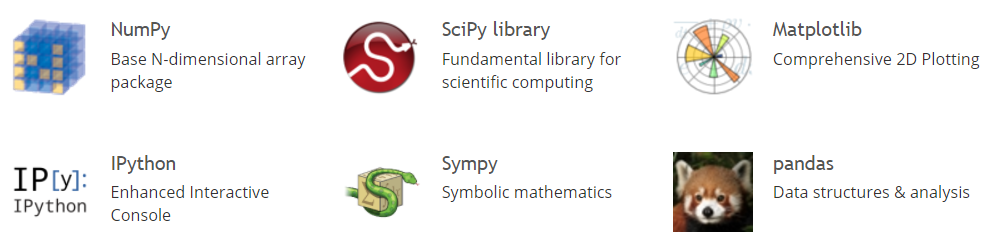 NumPy
Base N-dimensional array
package
SciPy library
Fundamental library for
scientific computing
Matplotlib
Comprehensive 2D Plotting
IP[y]:
IPython
IPython
Enhanced Interactive
Console
Sympy
Symbolic mathematics
pandas
Data structures & analysis